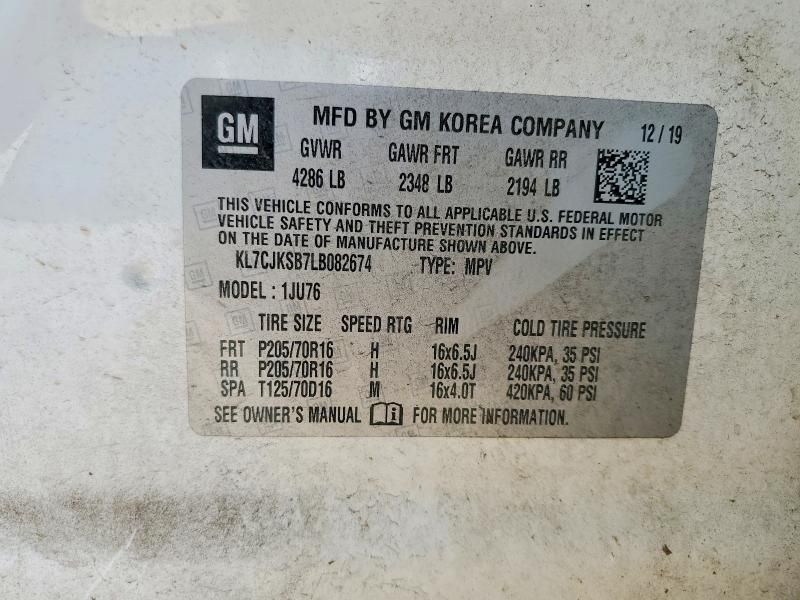 GM MFD BY GM KOREA COMPANY 12/19
GVWR GAWR FRT GAWR RR
4286 LB 2348 LB 2194 LB
THIS VEHICLE CONFORMS TO ALL APPLICABLE U.S. FEDERAL MOTOR
VEHICLE SAFETY AND THEFT PREVENTION STANDARDS IN EFFECT
ON THE DATE OF MANUFACTURE SHOWN ABOVE.
KL7CJKSB7LB082674 TYPE: MPV
MODEL : 1JU76
TIRE SIZE SPEED RTG RIM COLD TIRE PRESSURE
FRT P205/70R16 H 16x6.5J 240KPA, 35 PSI
RR P205/70R16 H 16x6.5J 240KPA, 35 PSI
SPA T125/70D16 M 16x4.0T 420KPA, 60 PSI
SEE OWNER'S MANUAL i FOR MORE INFORMATION.